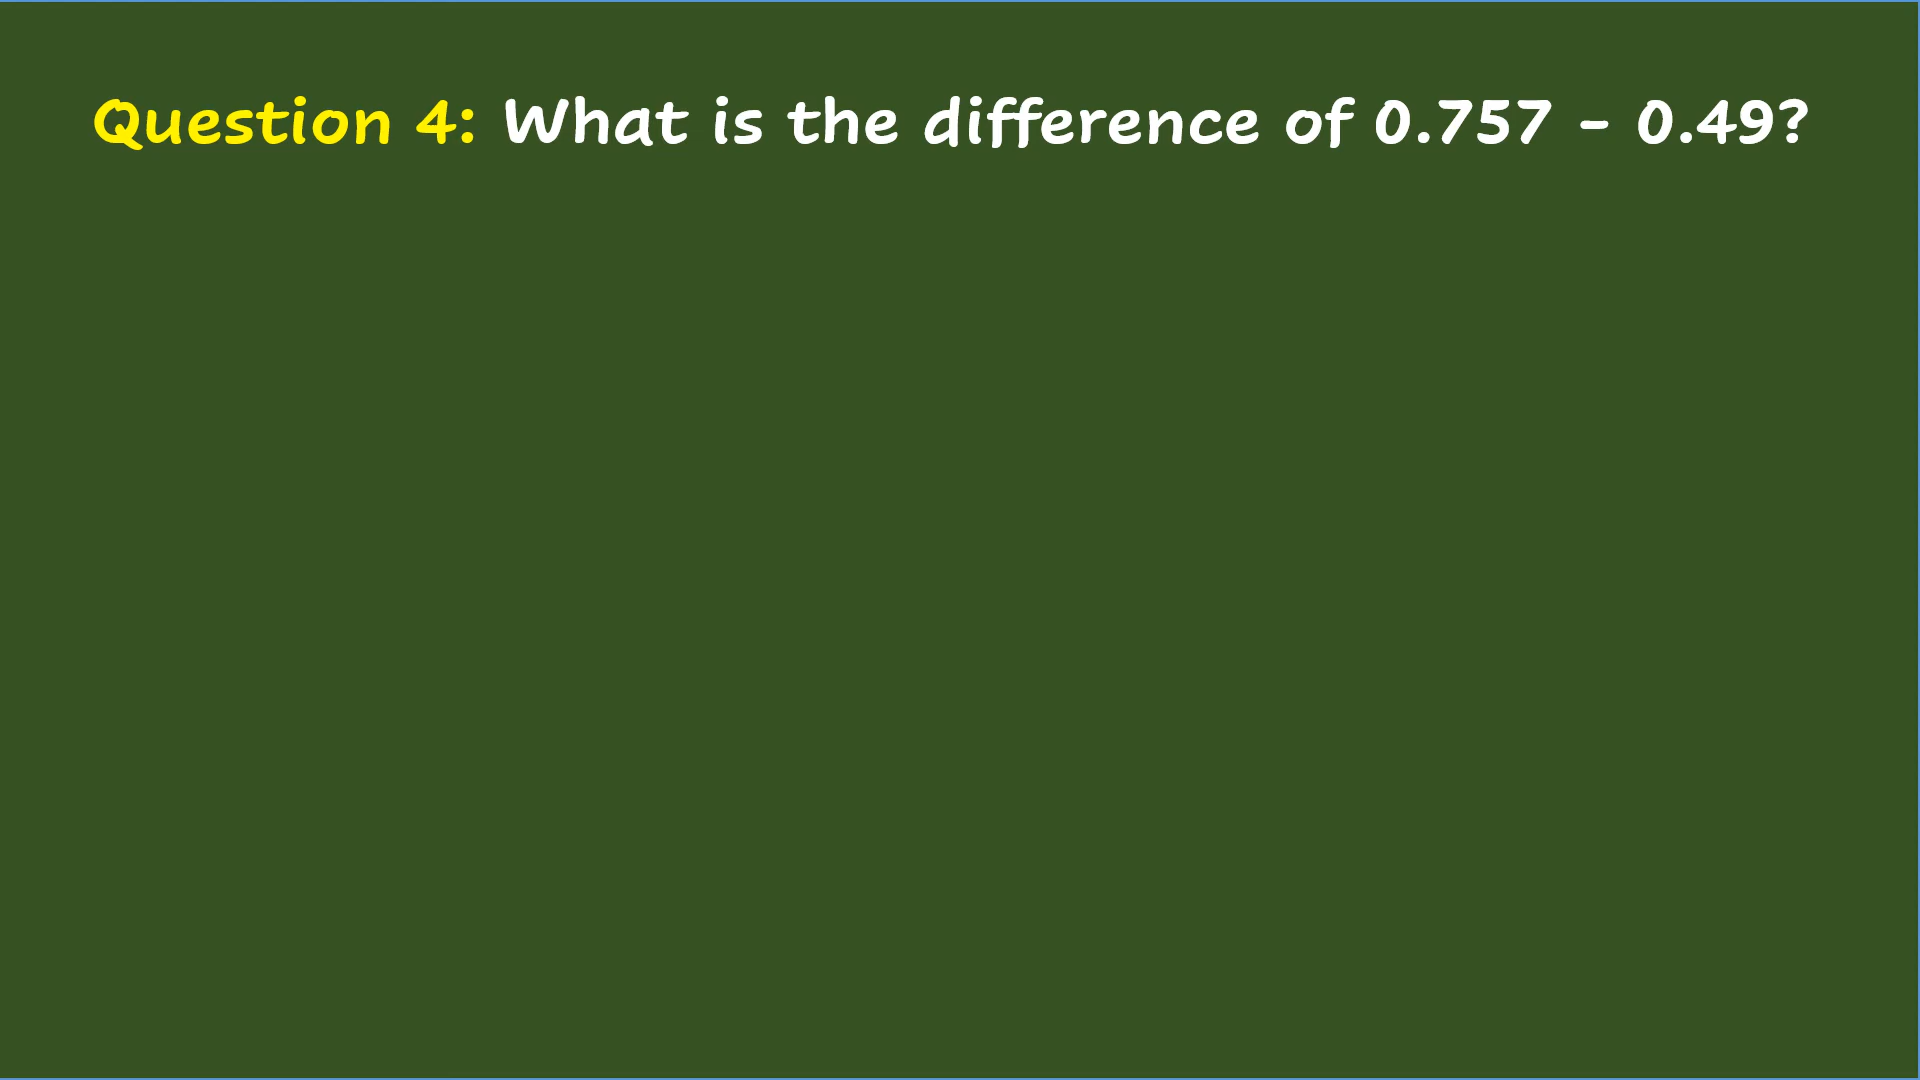 Question 4: What is the difference of 0.757 - 0.49?